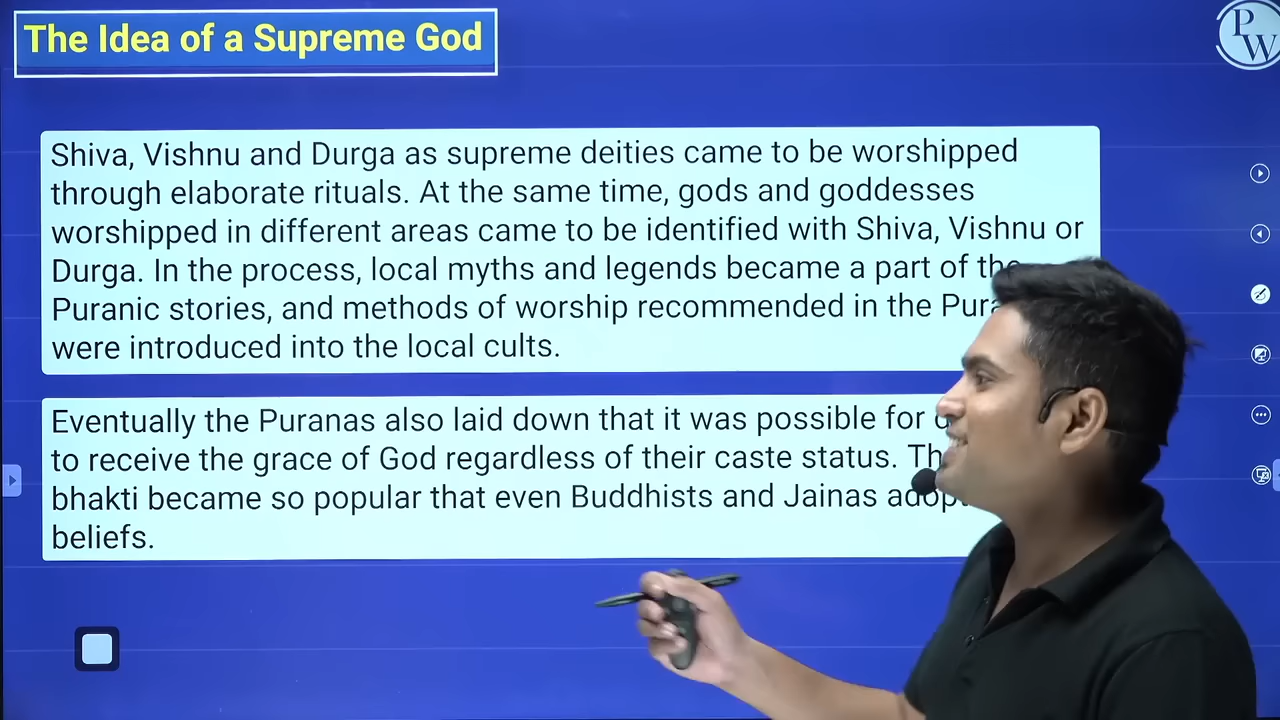 The Idea of a Supreme God
PW
Shiva, Vishnu and Durga as supreme deities came to be worshipped
through elaborate rituals. At the same time, gods and goddesses
worshipped in different areas came to be identified with Shiva, Vishnu or
Durga. In the process, local myths and legends became a part of the
Puranic stories, and methods of worship recommended in the
were introduced into the local cults.
Eventually the Puranas also laid down that it was possible for
to receive the grace of God regardless of their caste status.
bhakti became so popular that even Buddhists and Jainas
beliefs.